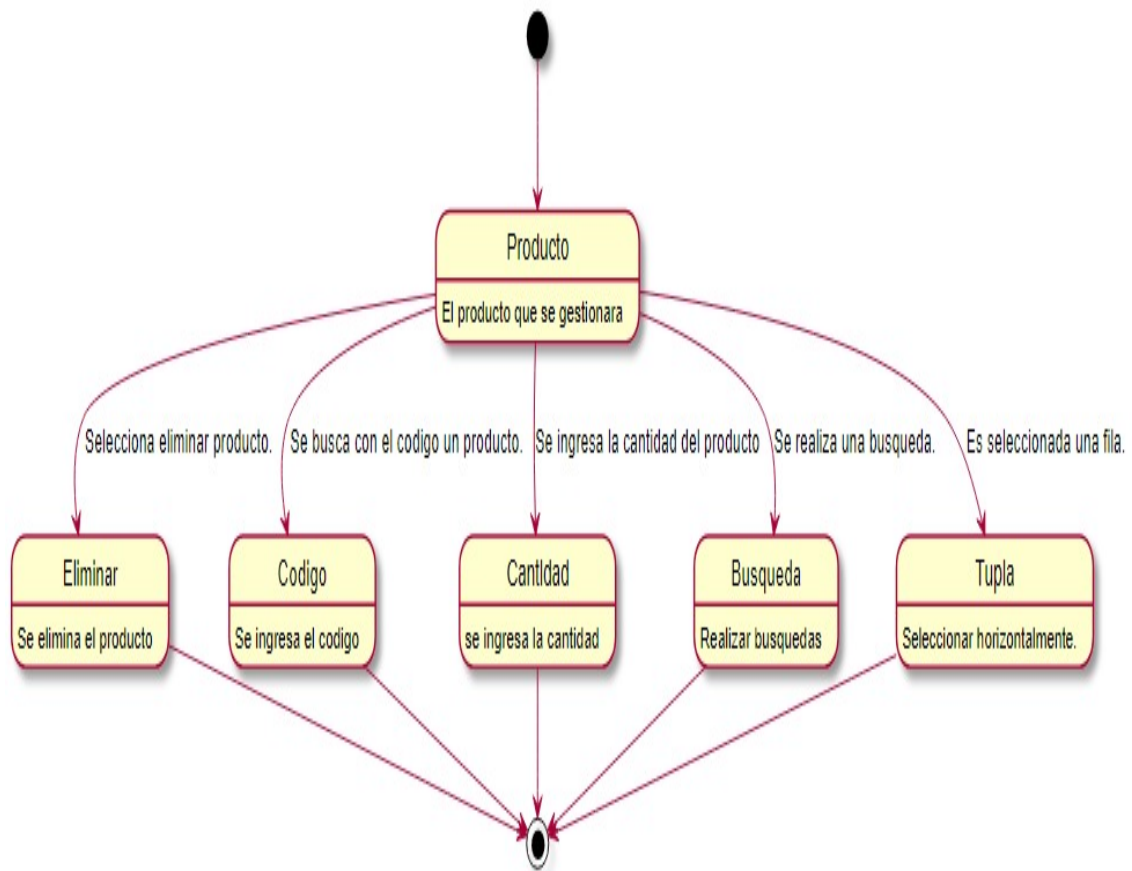 Producto
El producto que se gestionara
Selecciona eliminar producto.
Se busca con el codigo un producto.
Se ingresa la cantidad del producto
Se realiza una busqueda.
Es seleccionada una fila.
Eliminar
Se elimina el producto
Codigo
Se ingresa el codigo
Cantidad
se ingresa la cantidad
Busqueda
Realizar busquedas
Tupla
Seleccionar horizontalmente.